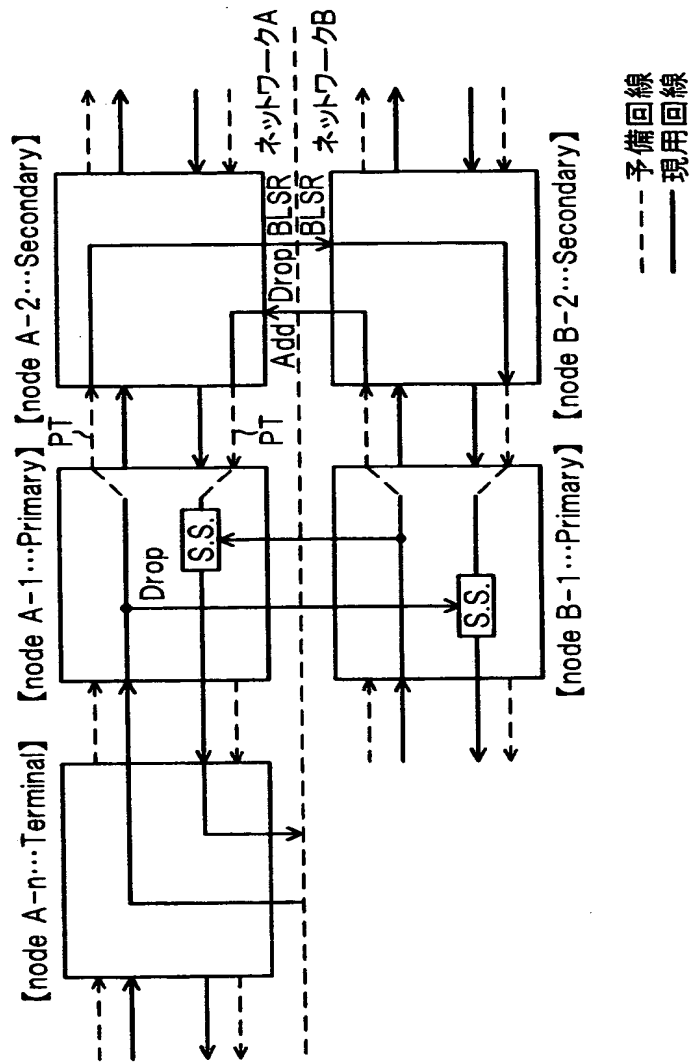 【node A-n…Terminal】
【node A-1…Primary】
【node A-2…Secondary】
PT
PT
Drop
S.S.
Add
Drop
BLSR
ネットワークA
BLSR
ネットワークB
S.S.
【node B-1…Primary】
【node B-2…Secondary】
予備回線
現用回線